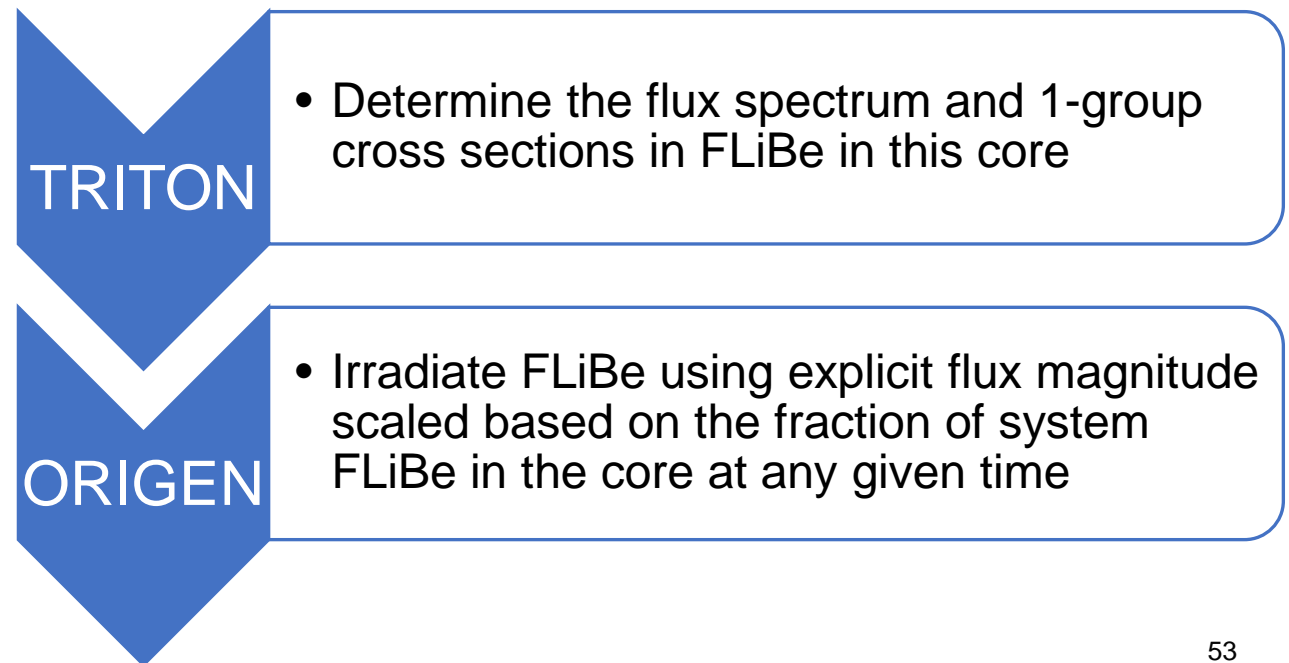 TRITON
• Determine the flux spectrum and 1-group
cross sections in FLiBe in this core
ORIGEN
• Irradiate FLiBe using explicit flux magnitude
scaled based on the fraction of system
FLiBe in the core at any given time
53